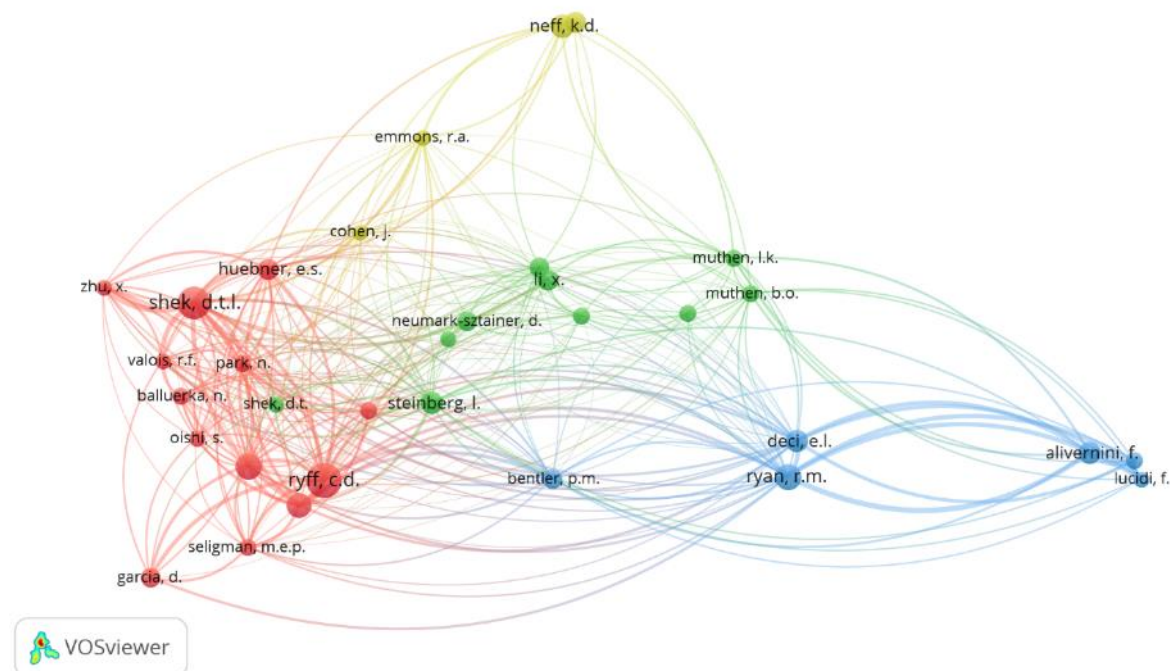 neff, k.d.
emmons, r.a.
cohen, j.
huebner, e.s.
zhu, x.
shek, d.t.l.
li, x.
muthen, l.k.
muthen, b.o.
neumark-sztainer, d.
valois, r.f.
park, n.
balluerka, n.
shek, d.t.
steinberg, l.
oishi, s.
deci, e.l.
alivernini, f.
ryff, c.d.
bentler, p.m.
ryan, r.m.
lucidi, f.
seligman, m.e.p.
garcia, d.
VOSviewer